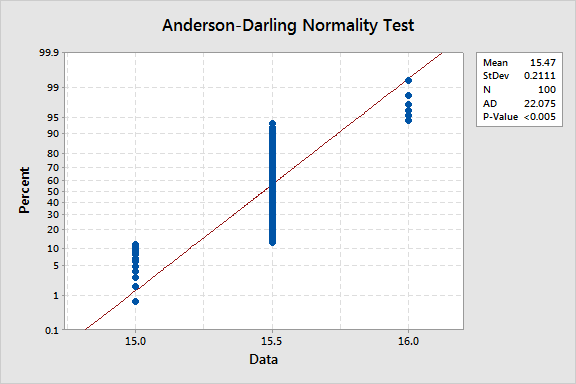 Anderson-Darling Normality Test
Mean 15.47
StDev 0.2111
N 100
AD 22.075
P-Value <0.005
Percent
99.9
99
95
90
80
70
60
50
40
30
20
10
5
1
0.1
15.0 15.5 16.0
Data